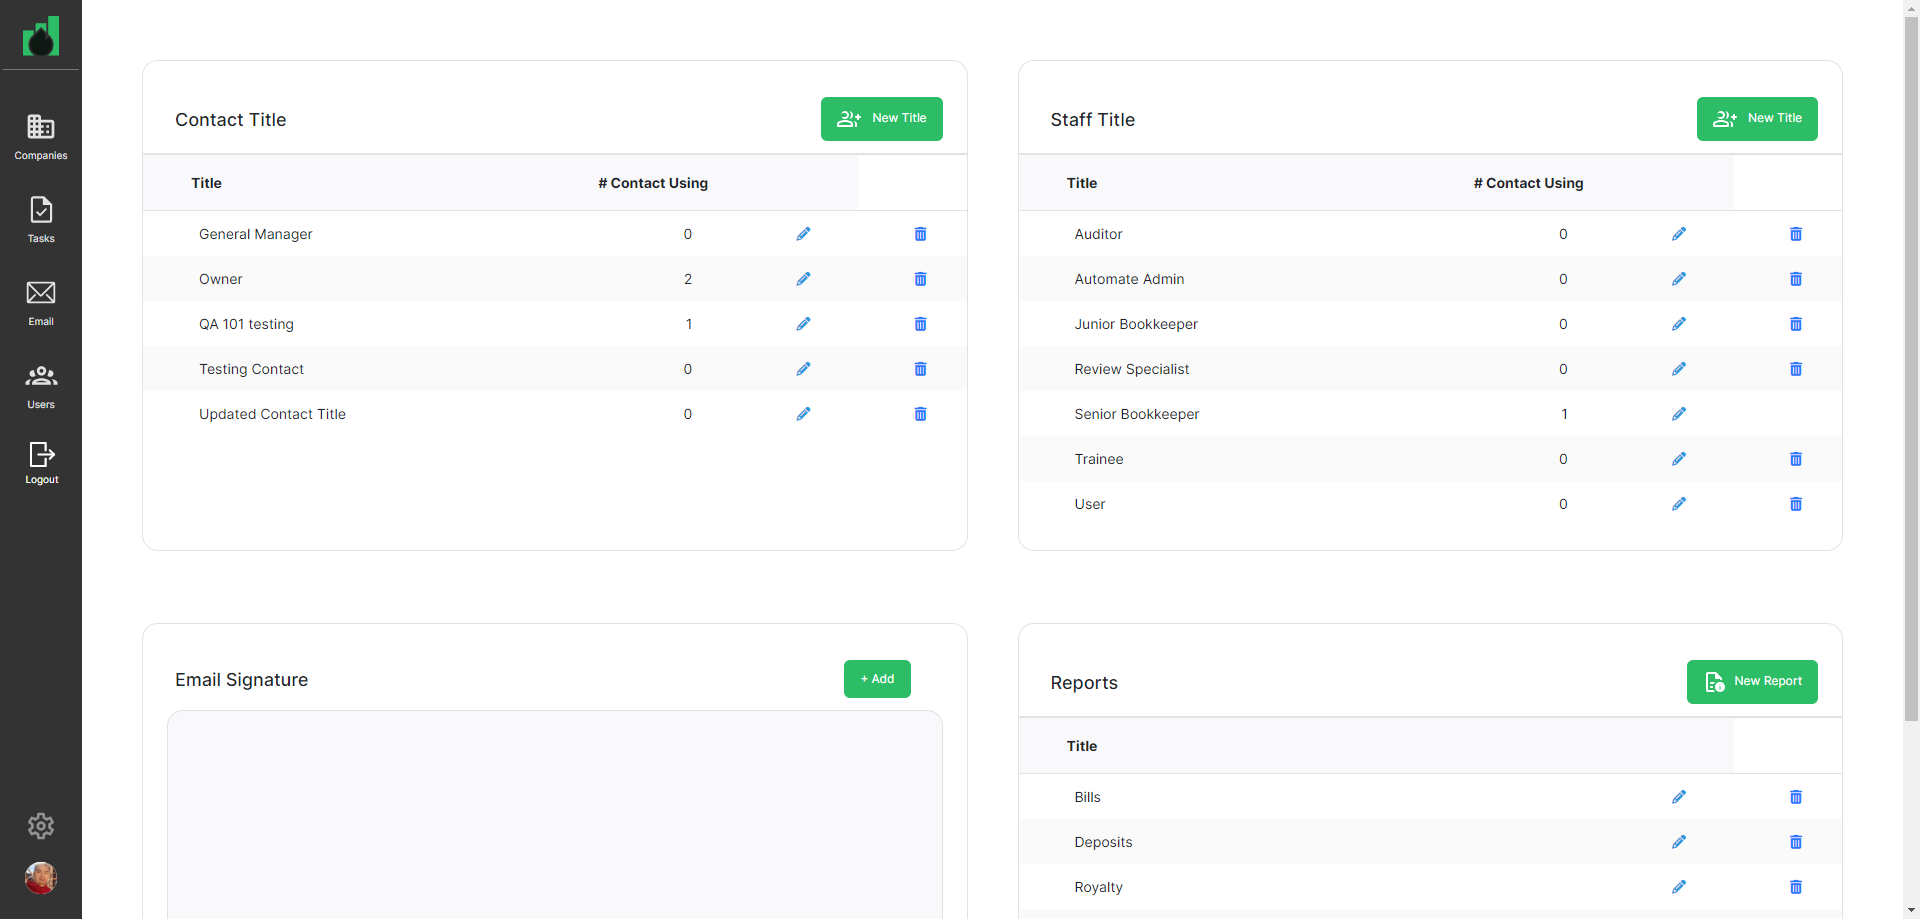 Companies
Tasks
Email
Users
Logout
Contact Title
New Title
Title # Contact Using
General Manager 0
Owner 2
QA 101 testing 1
Testing Contact 0
Updated Contact Title 0
Staff Title
New Title
Title # Contact Using
Auditor 0
Automate Admin 0
Junior Bookkeeper 0
Review Specialist 0
Senior Bookkeeper 1
Trainee 0
User 0
Email Signature
+ Add
Reports
New Report
Title
Bills
Deposits
Royalty